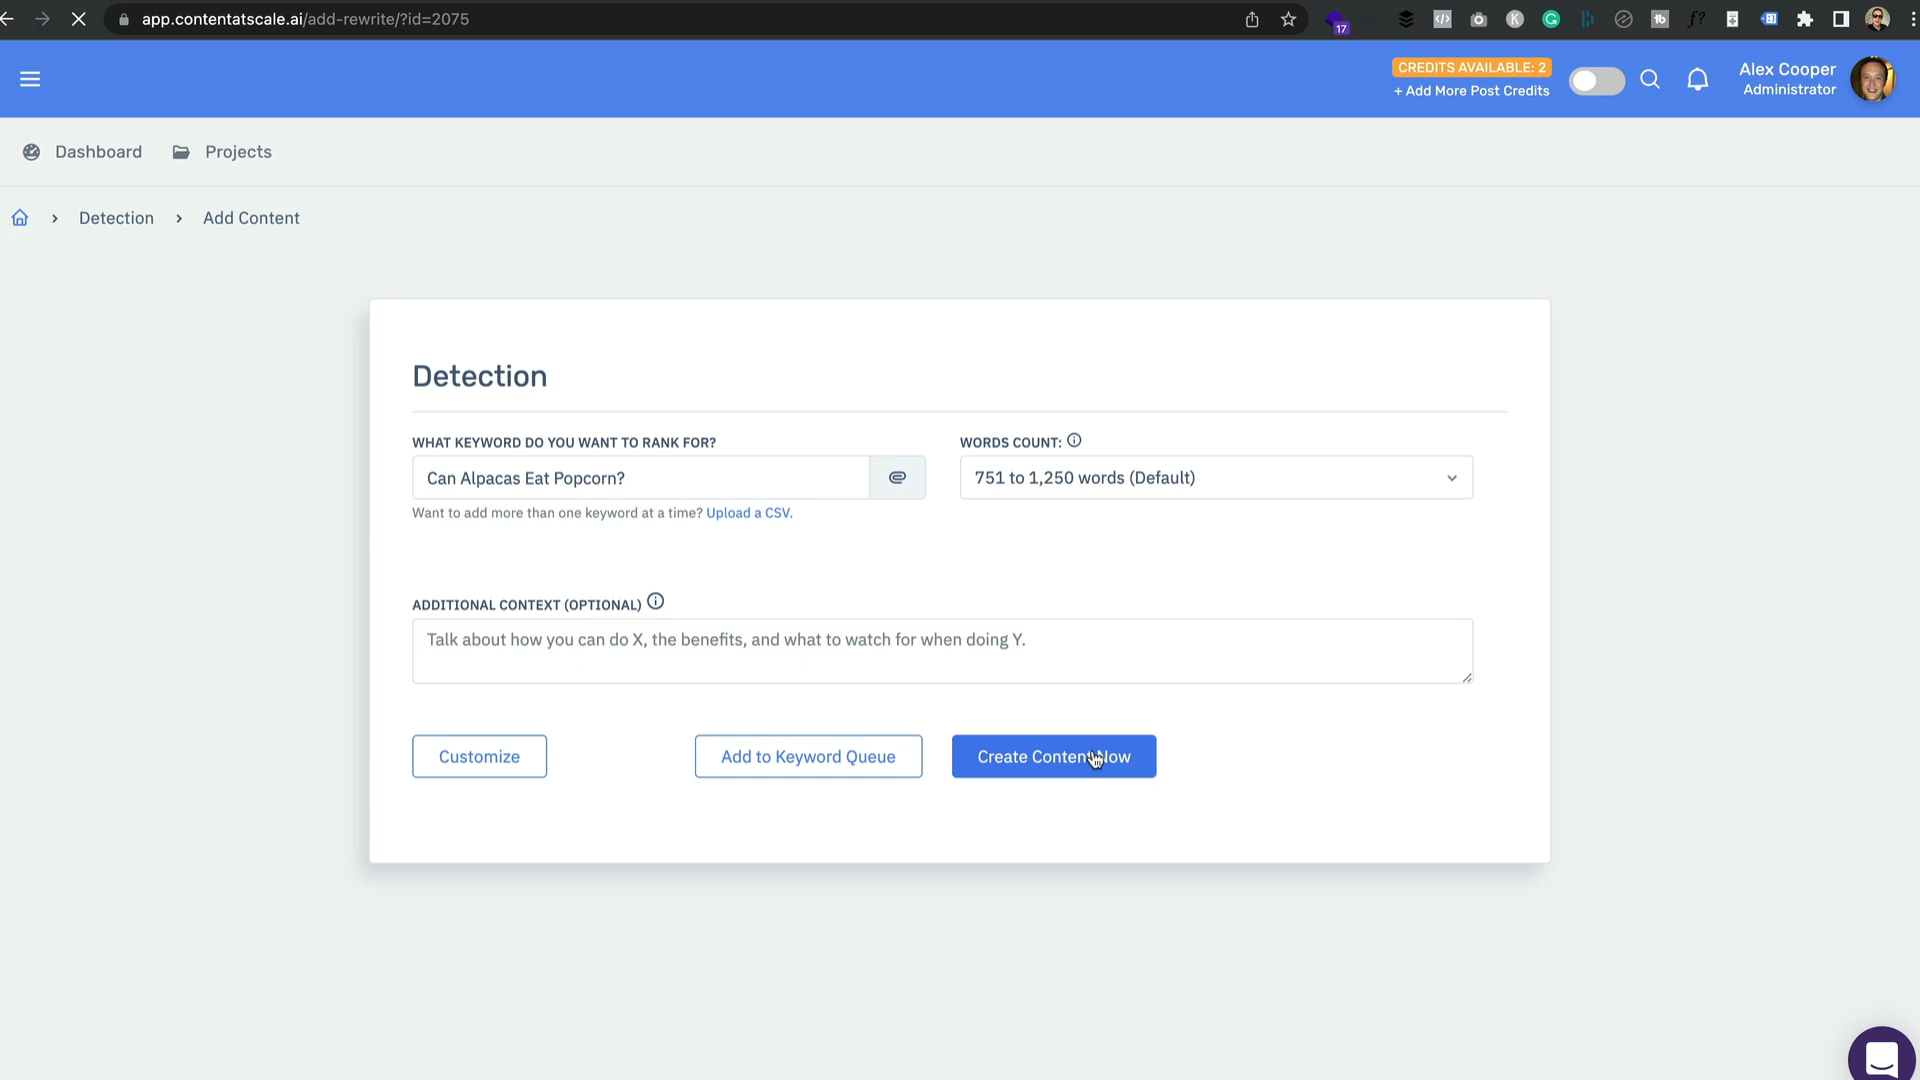 app.contentatscale.ai/add-rewrite/?id=2075
17
CREDITS AVAILABLE: 2
+ Add More Post Credits
Alex Cooper
Administrator
Dashboard
Projects
Detection
Add Content
Detection
WHAT KEYWORD DO YOU WANT TO RANK FOR?
WORDS COUNT:
Can Alpacas Eat Popcorn?
751 to 1,250 words (Default)
Want to add more than one keyword at a time? Upload a CSV.
ADDITIONAL CONTEXT (OPTIONAL)
Talk about how you can do X, the benefits, and what to watch for when doing Y.
Customize
Add to Keyword Queue
Create Content Now